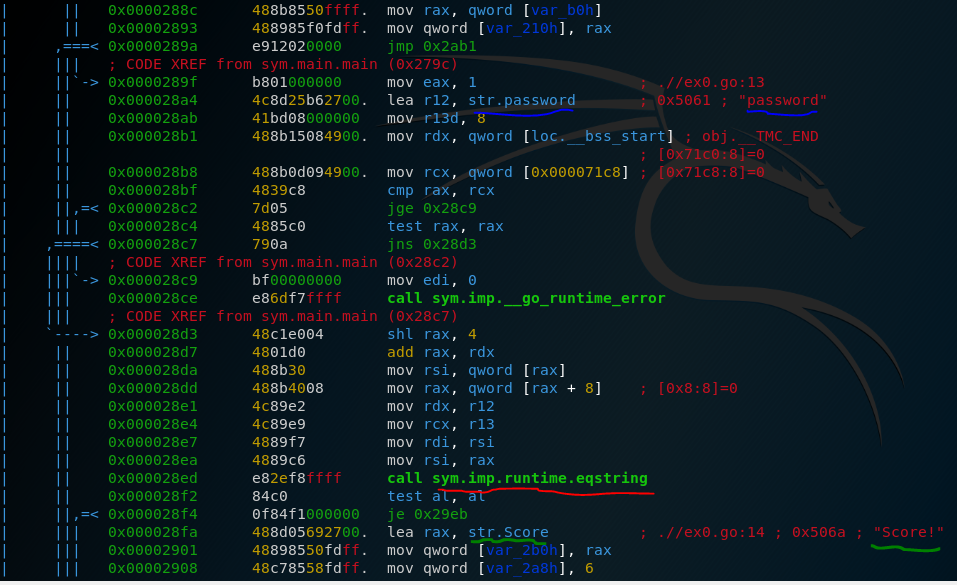 0x0000288c 488b8550ffff. mov rax, qword [var_b0h]
0x00002893 488985f0fdff. mov qword [var_210h], rax
,===< 0x0000289a e912020000 jmp 0x2ab1
||| ; CODE XREF from sym.main.main (0x279c)
||`-> 0x0000289f b801000000 mov eax, 1 ; .//ex0.go:13
|| 0x000028a4 4c8d25b62700. lea r12, str.password ; 0x5061 ; "password"
|| 0x000028ab 41bd08000000 mov r13d, 8
|| 0x000028b1 488b15084900. mov rdx, qword [loc.__bss_start] ; obj.__TMC_END
|| ; [0x71c0:8]=0
|| 0x000028b8 488b0d094900. mov rcx, qword [0x000071c8] ; [0x71c8:8]=0
|| 0x000028bf 4839c8 cmp rax, rcx
||,=< 0x000028c2 7d05 jge 0x28c9
||| 0x000028c4 4885c0 test rax, rax
,====< 0x000028c7 790a jns 0x28d3
|||| ; CODE XREF from sym.main.main (0x28c2)
|||`-> 0x000028c9 bf00000000 mov edi, 0
||| 0x000028ce e86df7ffff call sym.imp.__go_runtime_error
||| ; CODE XREF from sym.main.main (0x28c7)
`----> 0x000028d3 48c1e004 shl rax, 4
|| 0x000028d7 4801d0 add rax, rdx
|| 0x000028da 488b30 mov rsi, qword [rax]
|| 0x000028dd 488b4008 mov rax, qword [rax + 8] ; [0x8:8]=0
|| 0x000028e1 4c89e2 mov rdx, r12
|| 0x000028e4 4c89e9 mov rcx, r13
|| 0x000028e7 4889f7 mov rdi, rsi
|| 0x000028ea 4889c6 mov rsi, rax
|| 0x000028ed e82ef8ffff call sym.imp.runtime.eqstring
|| 0x000028f2 84c0 test al, al
||,=< 0x000028f4 0f84f1000000 je 0x29eb
||| 0x000028fa 488d05692700. lea rax, str.Score ; .//ex0.go:14 ; 0x506a ; "Score!"
||| 0x00002901 48898550fdff. mov qword [var_2b0h], rax
||| 0x00002908 48c78558fdff. mov qword [var_2a8h], 6